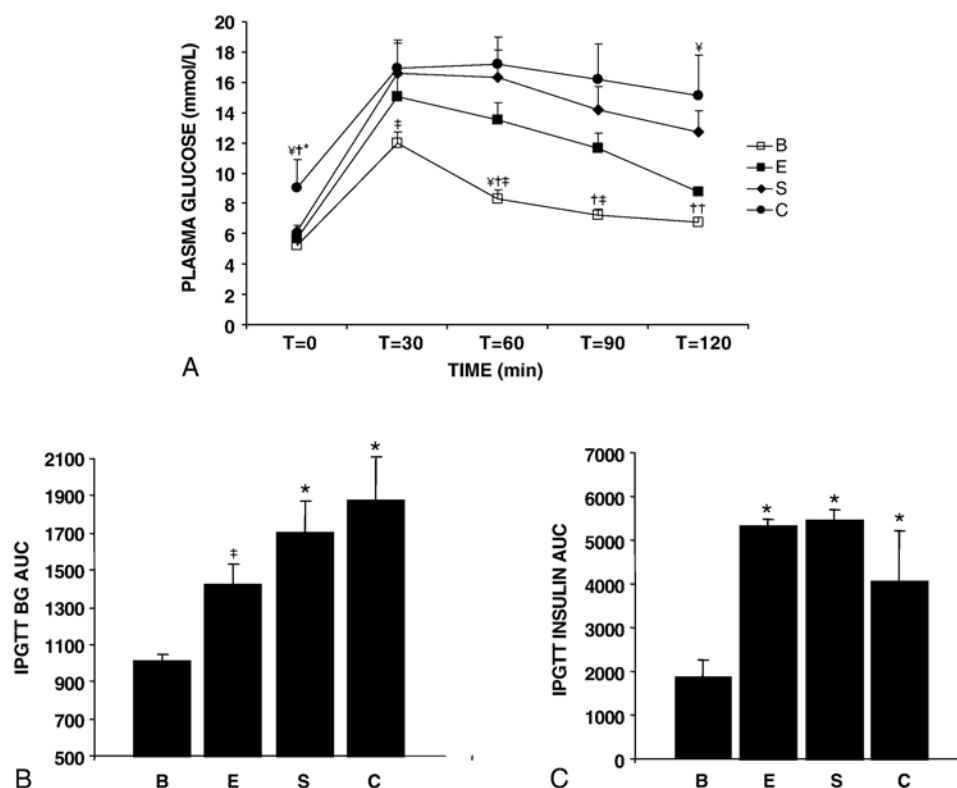 20
18
16
14
12
10
8
6
4
2
0
PLASMA GLUCOSE (mmol/L)
¥†*
‡
‡
¥†‡
†‡
¥
††
T=0 T=30 T=60 T=90 T=120
TIME (min)
B
E
S
C
A
2100
1900
1700
1500
1300
1100
900
700
500
IPGTT BG AUC
‡
*
*
B E S C
B
7000
6000
5000
4000
3000
2000
1000
0
IPGTT INSULIN AUC
*
*
*
B E S C
C